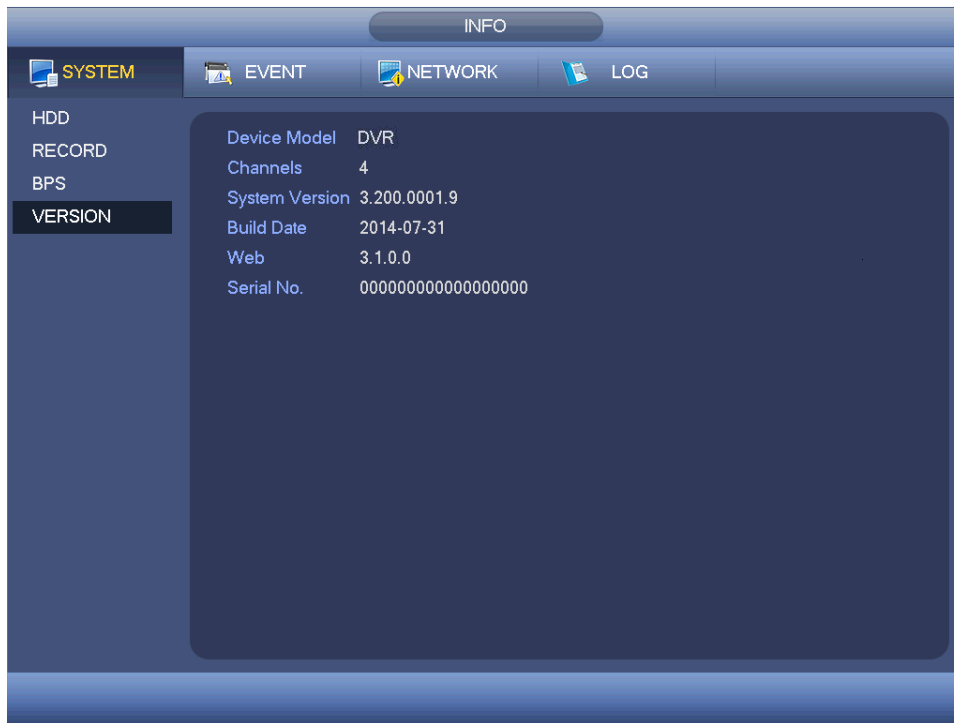 INFO
SYSTEM EVENT NETWORK LOG
HDD
RECORD
BPS
VERSION
Device Model DVR
Channels 4
System Version 3.200.0001.9
Build Date 2014-07-31
Web 3.1.0.0
Serial No. 000000000000000000